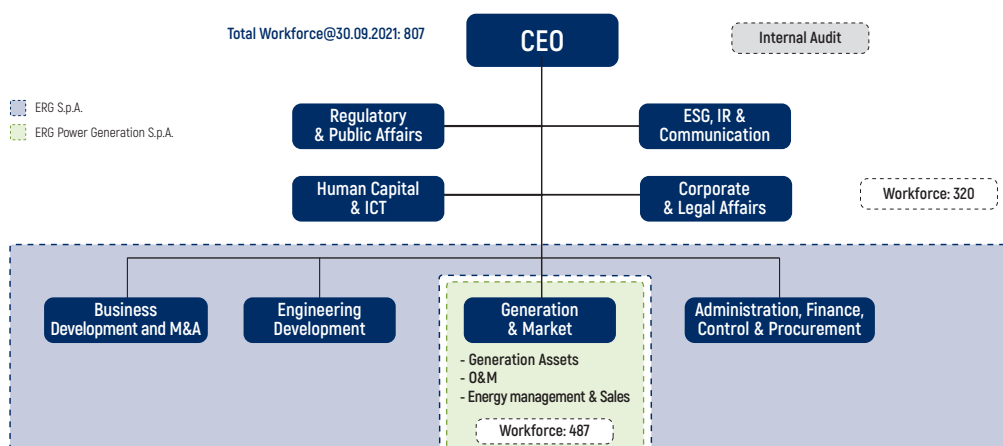 Total Workforce@30.09.2021: 807
CEO
Internal Audit
ERG S.p.A.
ERG Power Generation S.p.A.
Regulatory
& Public Affairs
ESG, IR &
Communication
Human Capital
& ICT
Corporate
& Legal Affairs
Workforce: 320
Business
Development and M&A
Engineering
Development
Generation
& Market
Administration, Finance,
Control & Procurement
- Generation Assets
- O&M
- Energy management & Sales
Workforce: 487